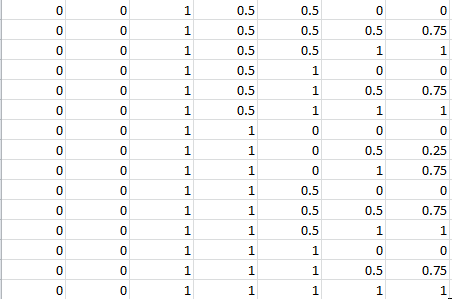 0 0 1 0.5 0.5 0 0
0 0 1 0.5 0.5 0.5 0.75
0 0 1 0.5 0.5 1 1
0 0 1 0.5 1 0 0
0 0 1 0.5 1 0.5 0.75
0 0 1 0.5 1 1 1
0 0 1 1 0 0 0
0 0 1 1 0 0.5 0.25
0 0 1 1 0 1 0.75
0 0 1 1 0.5 0 0
0 0 1 1 0.5 0.5 0.75
0 0 1 1 0.5 1 1
0 0 1 1 1 0 0
0 0 1 1 1 0.5 0.75
0 0 1 1 1 1 1